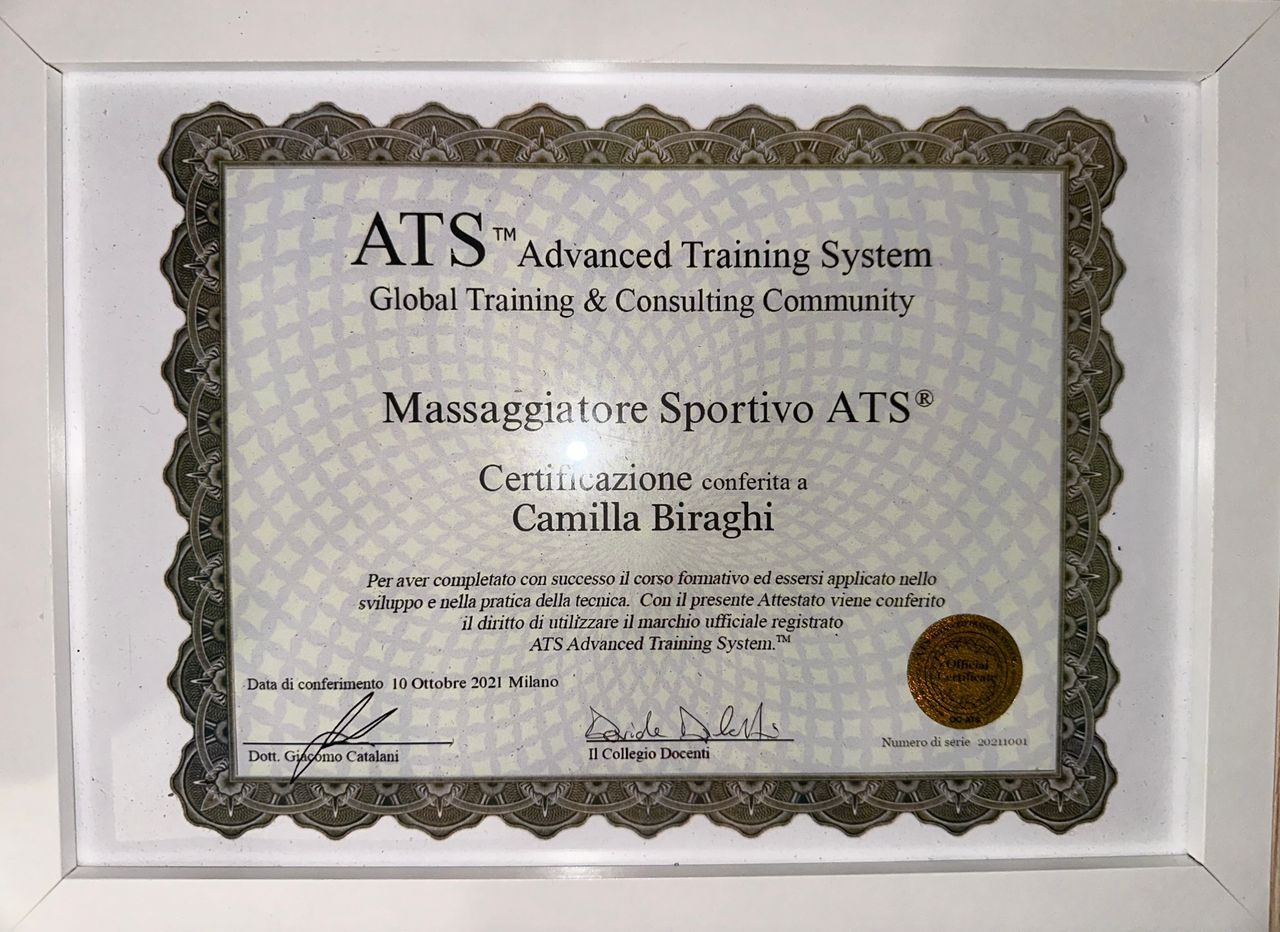 ATS™ Advanced Training System
Global Training & Consulting Community
Massaggiatore Sportivo ATS®
Certificazione conferita a
Camilla Biraghi
Per aver completato con successo il corso formativo ed essersi applicato nello
sviluppo e nella pratica della tecnica. Con il presente Attestato viene conferito
il diritto di utilizzare il marchio ufficiale registrato
ATS Advanced Training System.™
Data di conferimento 10 Ottobre 2021 Milano
Official
Certificate
Dott. Giacomo Catalani
Davide
Il Collegio Docenti
Numero di serie 20211001